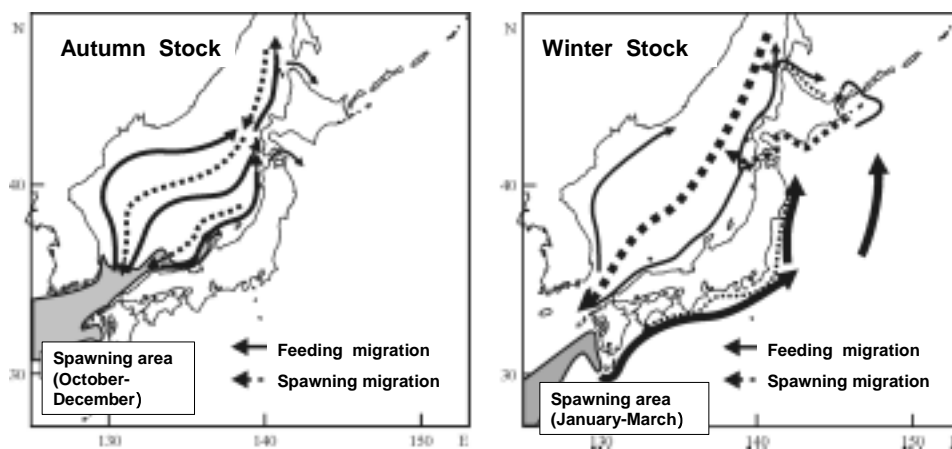 N
Autumn Stock
40
30
Spawning area
(October-
December)
Feeding migration
Spawning migration
130
140
150
E
N
Winter Stock
40
30
Feeding migration
Spawning migration
Spawning area
(January-March)
130
140
150